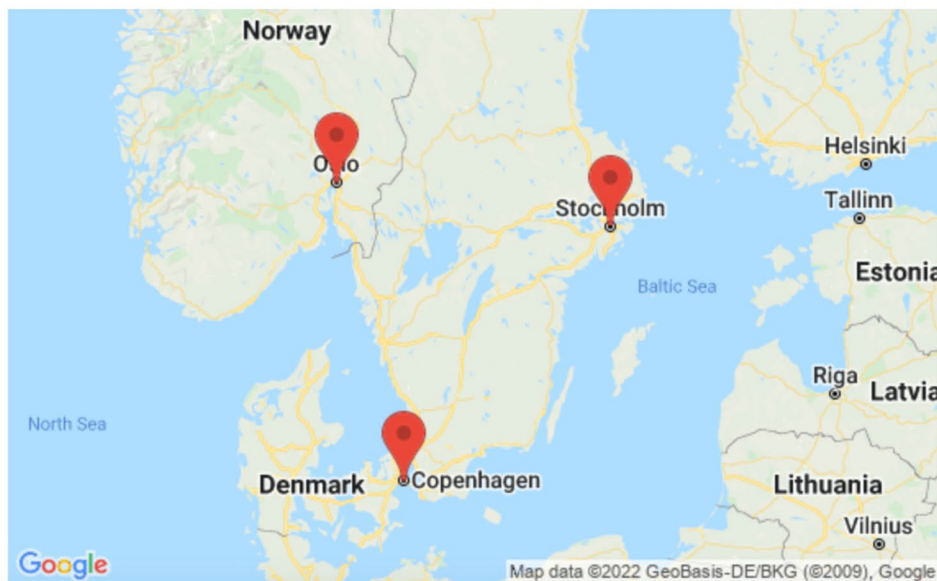 Norway
Oslo
Helsinki
Stockholm
Tallinn
Baltic Sea
Estonia
Riga
Latvia
North Sea
Denmark
Copenhagen
Lithuania
Vilnius
Google
Map data ©2022 GeoBasis-DE/BKG (©2009), Google